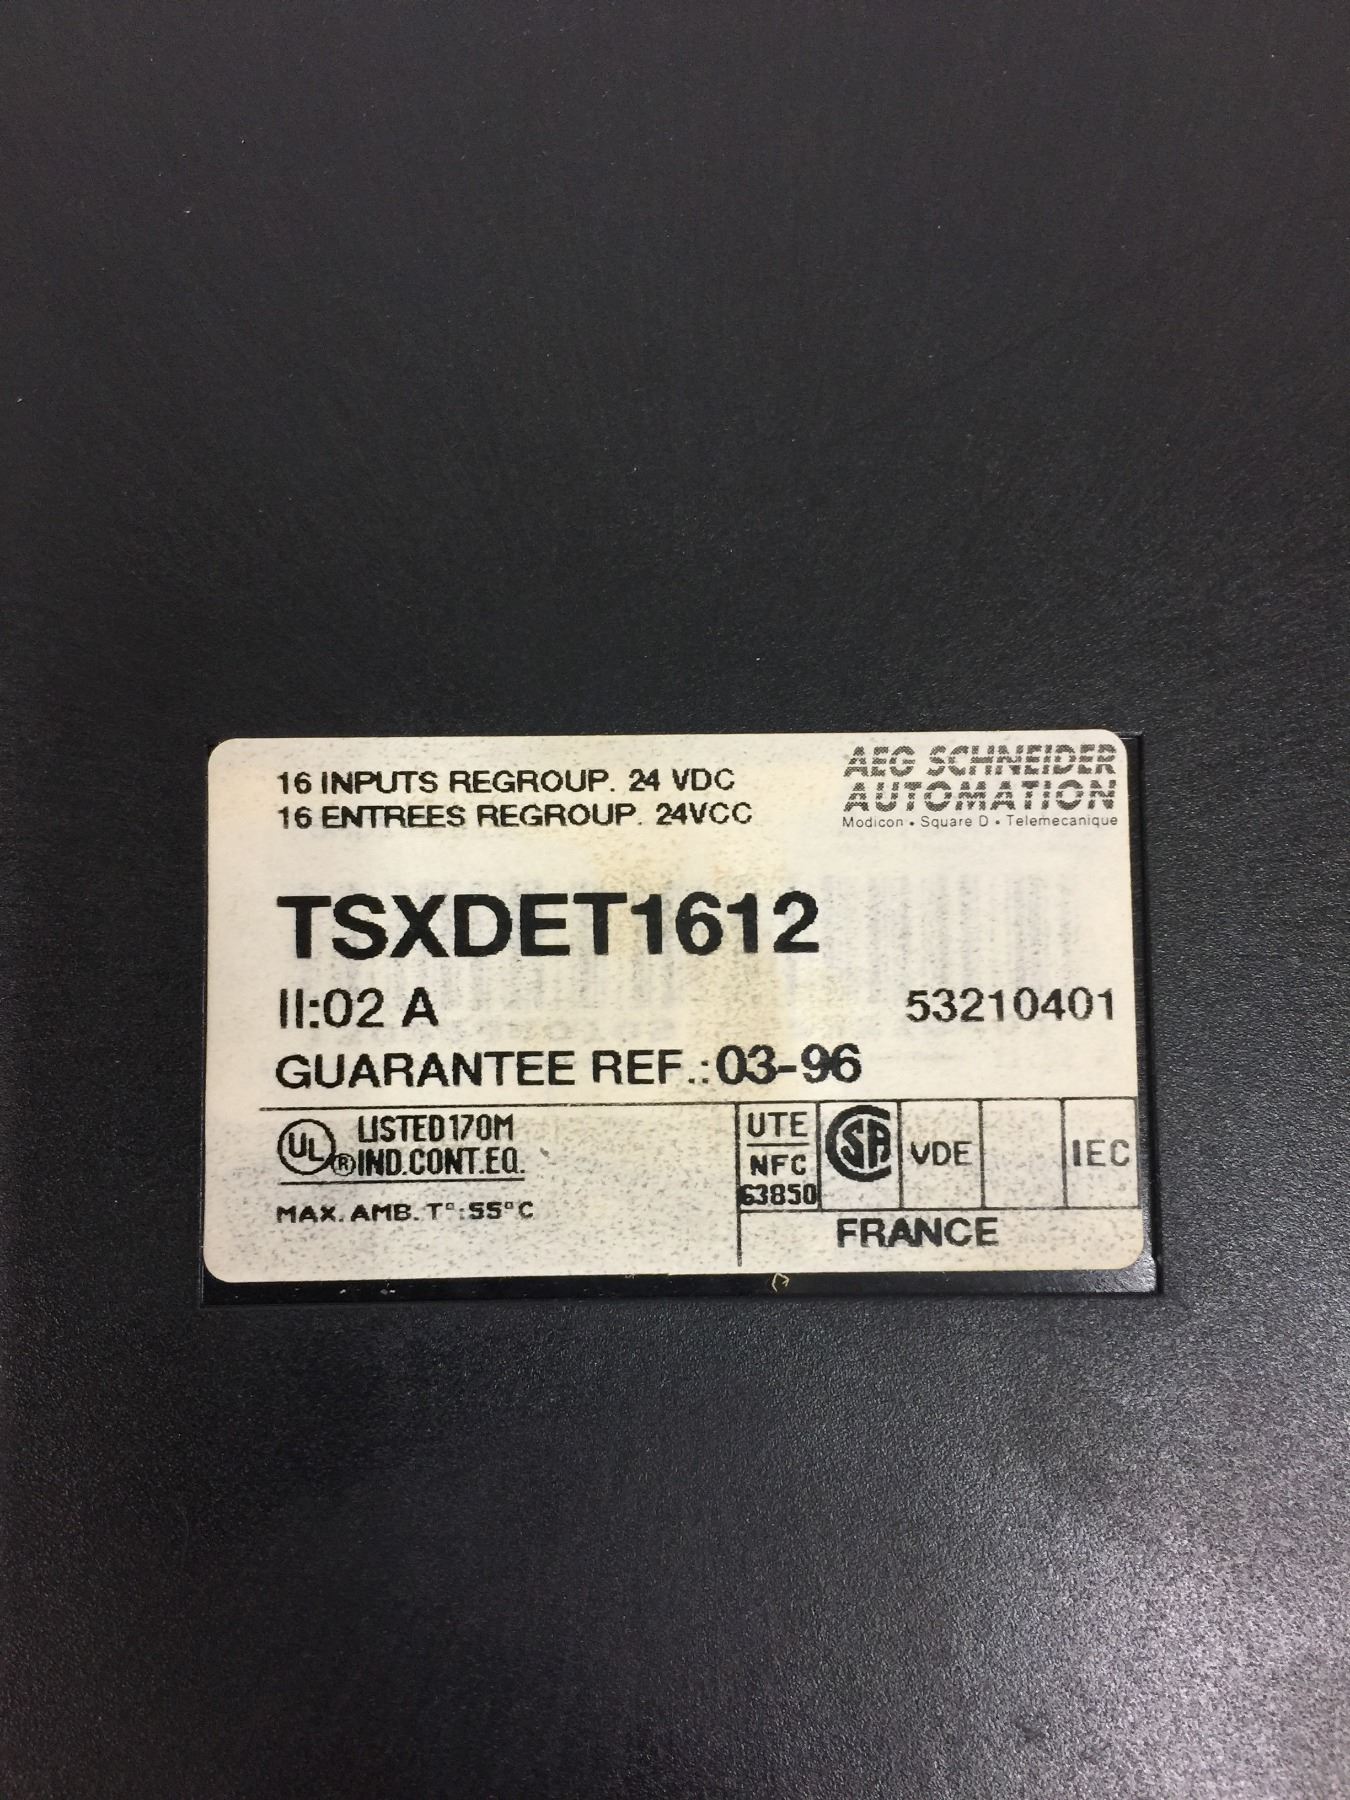 16 INPUTS REGROUP. 24 VDC
16 ENTREES REGROUP. 24VCC
AEG SCHNEIDER
AUTOMATION
Modicon • Square D • Telemecanique
TSXDET1612
II:02 A
53210401
GUARANTEE REF.:03-96
UL ® LISTED 170M
IND.CONT.EQ.
MAX. AMB. T°:55°C
UTE
NFC
63850
SA
VDE
IEC
FRANCE